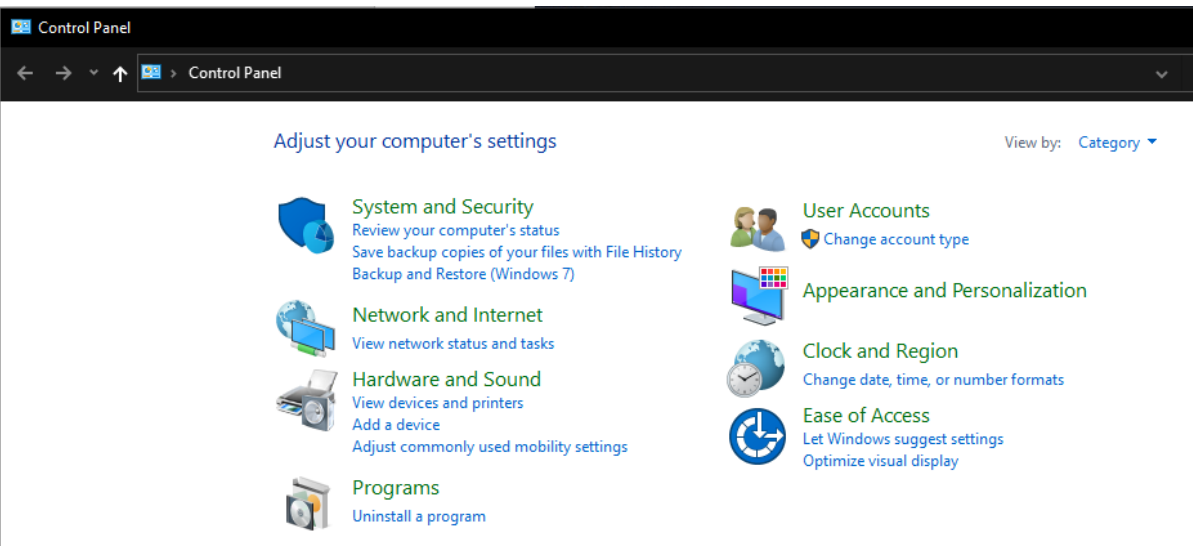 Control Panel
Control Panel
Adjust your computer's settings
View by: Category
System and Security
Review your computer's status
Save backup copies of your files with File History
Backup and Restore (Windows 7)
Network and Internet
View network status and tasks
Hardware and Sound
View devices and printers
Add a device
Adjust commonly used mobility settings
Programs
Uninstall a program
User Accounts
Change account type
Appearance and Personalization
Clock and Region
Change date, time, or number formats
Ease of Access
Let Windows suggest settings
Optimize visual display